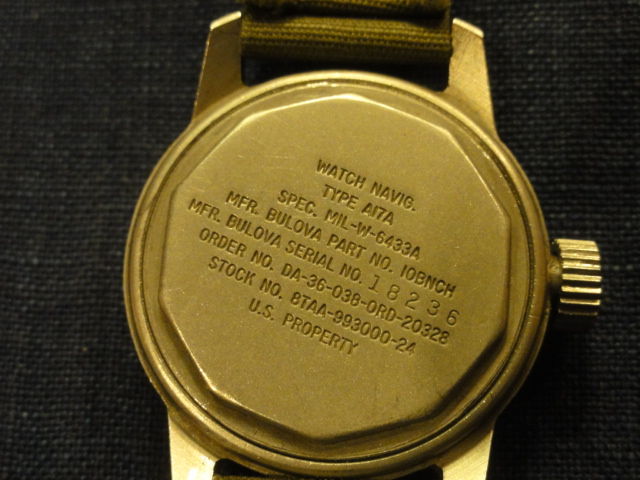 WATCH NAVIG.
TYPE A17A
SPEC. MIL-W-6433A
MFR. BULOVA PART NO. 10BNCH
MFR. BULOVA SERIAL NO. 18236
ORDER NO. DA-36-038-ORD-20328
STOCK NO. 8TAA-993000-24
U.S. PROPERTY